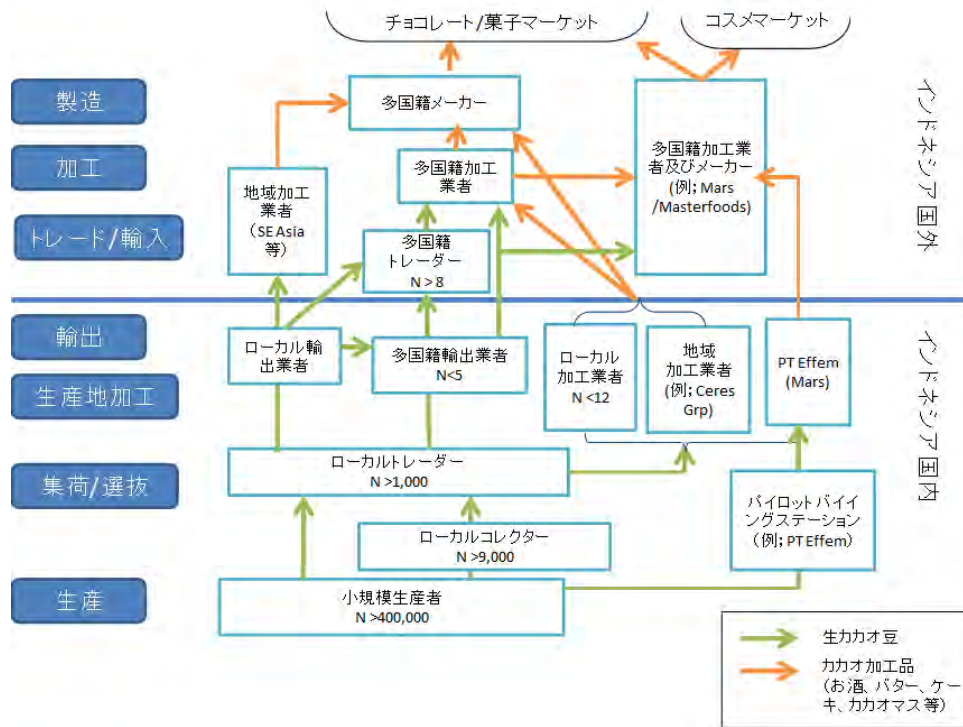 チョコレート/菓子マーケット
コスメマーケット
製造
多国籍メーカー
インドネシア国外
加工
多国籍加工
業者
多国籍加工業
者及びメーカー
(例; Mars
/Masterfoods)
地域加工
業者
（SE Asia
等）
トレード/輸入
多国籍
トレーダー
N > 8
輸出
ローカル輸
出業者
多国籍輸出業者
N<5
ローカル
加工業者
N <12
地域
加工業者
(例; Ceres
Grp)
PT Effem
(Mars)
インドネシア国内
生産地加工
集荷/選抜
ローカルトレーダー
N >1,000
パイロットバイイ
ングステーション
（例; PT Effem）
ローカルコレクター
N >9,000
生産
小規模生産者
N >400,000
生カカオ豆
カカオ加工品
（お酒、バター、ケー
キ、カカオマス等）